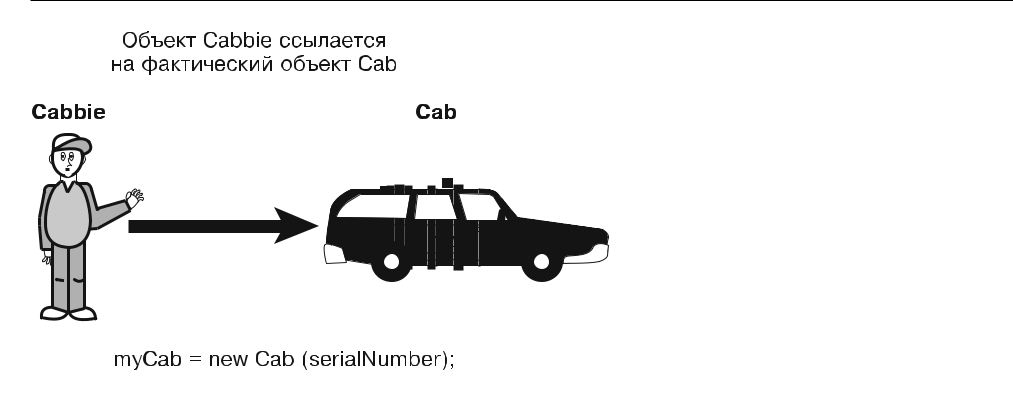 Объект Cabbie ссылается
на фактический объект Cab
Cabbie
Cab
myCab = new Cab (serialNumber);